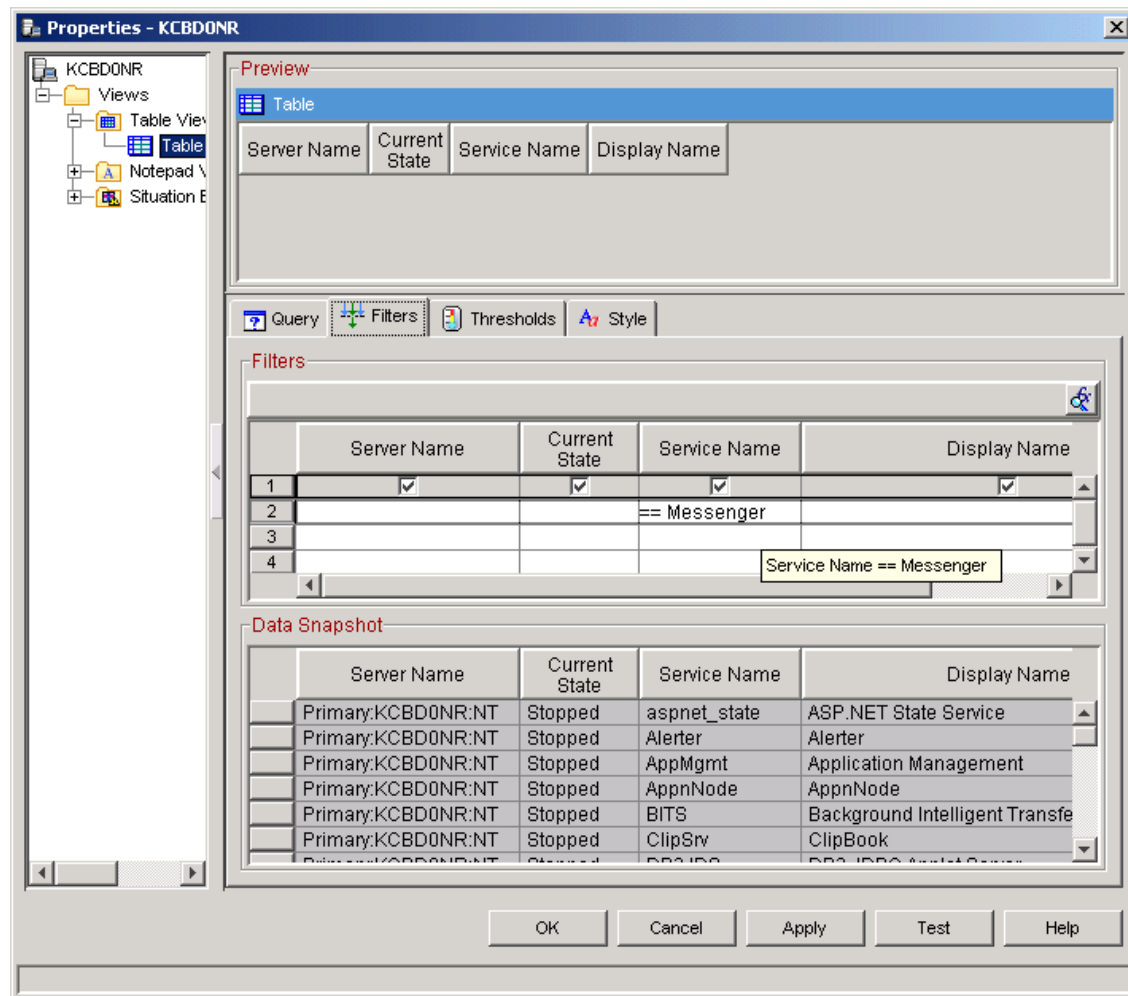 Properties - KCBD0NR
KCBD0NR
Views
Table Viev
Table
Notepad V
Situation E
Preview
Table
Server Name
Current State
Service Name
Display Name
Query
Filters
Thresholds
Style
Filters
Server Name
Current State
Service Name
Display Name
1
2
== Messenger
3
4
Service Name == Messenger
Data Snapshot
Server Name
Current State
Service Name
Display Name
Primary:KCBD0NR:NT Stopped aspnet_state ASP.NET State Service
Primary:KCBD0NR:NT Stopped Alerter Alerter
Primary:KCBD0NR:NT Stopped AppMgmt Application Management
Primary:KCBD0NR:NT Stopped AppnNode AppnNode
Primary:KCBD0NR:NT Stopped BITS Background Intelligent Transfe
Primary:KCBD0NR:NT Stopped ClipSrv ClipBook
OK
Cancel
Apply
Test
Help